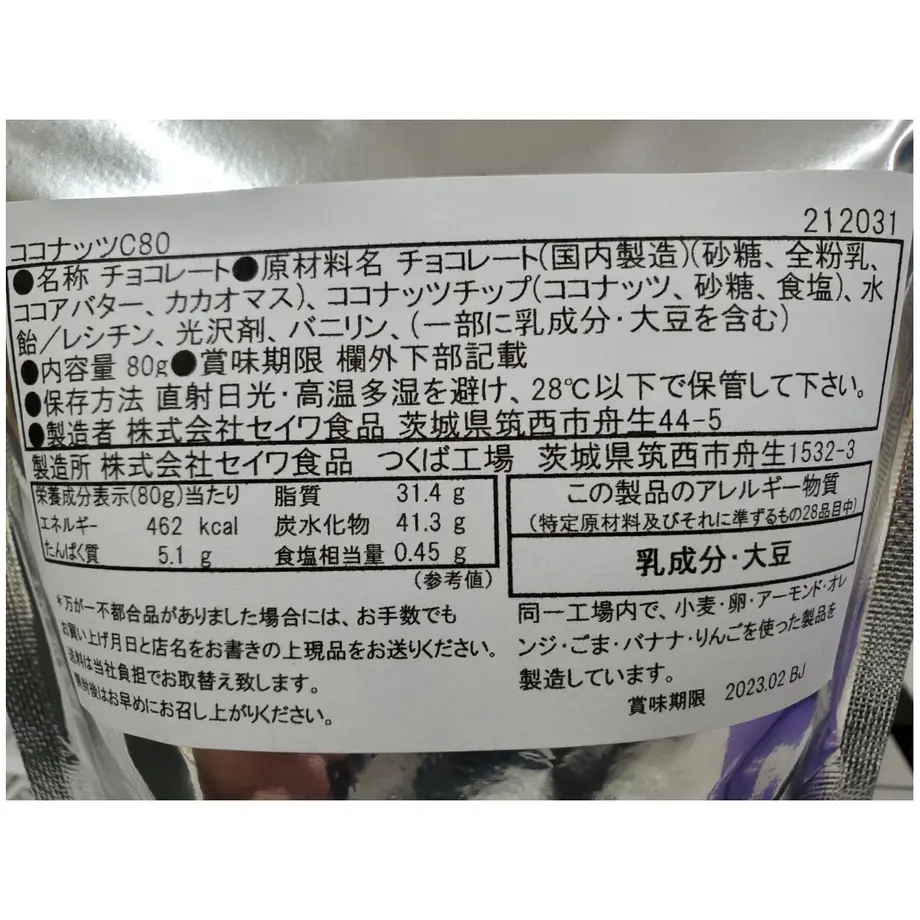 ココナッツC80
212031
●名称 チョコレート●原材料名 チョコレート(国内製造)(砂糖、全粉乳、
ココアバター、カカオマス)、ココナッツチップ(ココナッツ、砂糖、食塩)、水
飴/レシチン、光沢剤、バニリン、(一部に乳成分・大豆を含む)
●内容量 80g●賞味期限 欄外下部記載
●保存方法 直射日光・高温多湿を避け、28℃以下で保管して下さい。
●製造者 株式会社セイワ食品 茨城県筑西市舟生44-5
製造所 株式会社セイワ食品 つくば工場 茨城県筑西市舟生1532-3
栄養成分表示(80g)当たり 脂質 31.4 g
エネルギー 462 kcal 炭水化物 41.3 g
たんぱく質 5.1 g 食塩相当量 0.45 g
(参考値)
この製品のアレルギー物質
(特定原材料及びそれに準ずるもの28品目中)
乳成分・大豆
*万が一不都合品がありました場合には、お手数でも
お買い上げ月日と店名をお書きの上現品をお送りください。
送料は当社負担でお取替え致します。
開封後はお早めにお召し上がりください。
同一工場内で、小麦・卵・アーモンド・オレ
ンジ・ごま・バナナ・りんごを使った製品を
製造しています。
賞味期限 2023.02 BJ